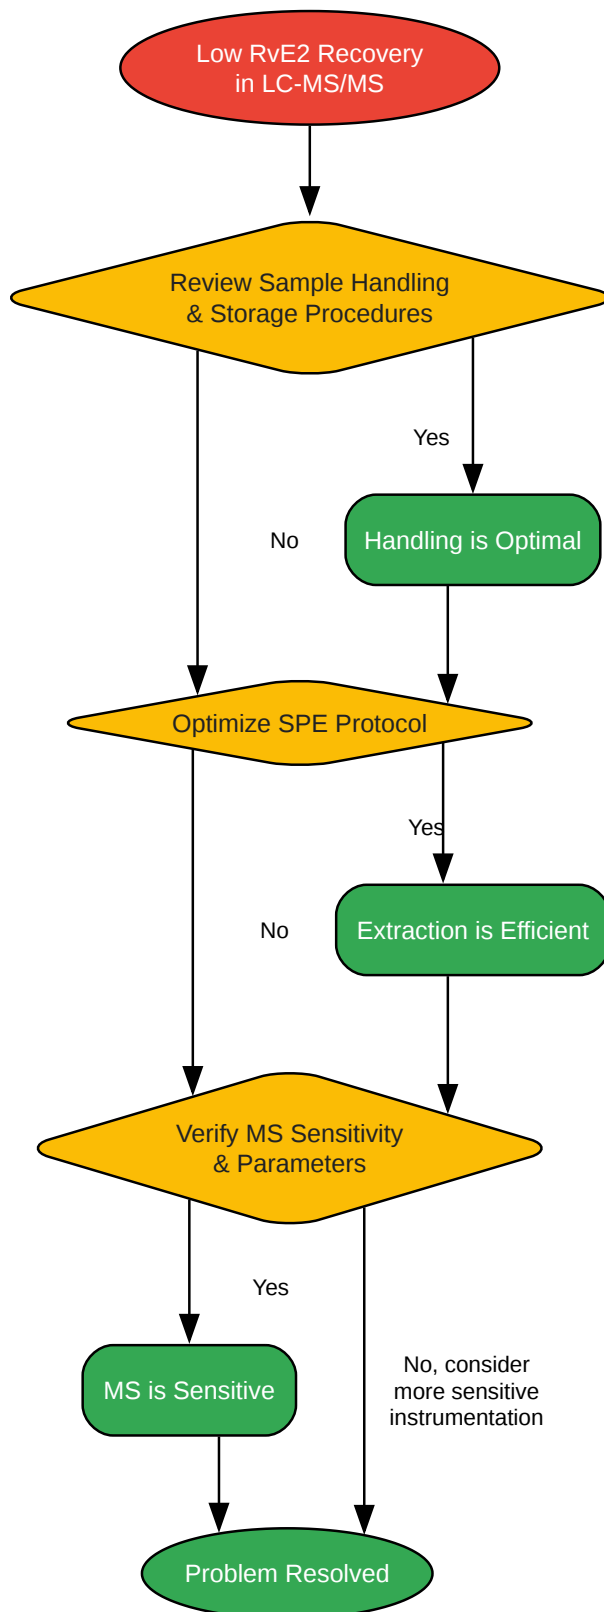 Low RvE2 Recovery
in LC-MS/MS
Review Sample Handling
& Storage Procedures
Yes
No
Handling is Optimal
Optimize SPE Protocol
Yes
No
Extraction is Efficient
Verify MS Sensitivity
& Parameters
Yes
MS is Sensitive
No, consider
more sensitive
instrumentation
Problem Resolved